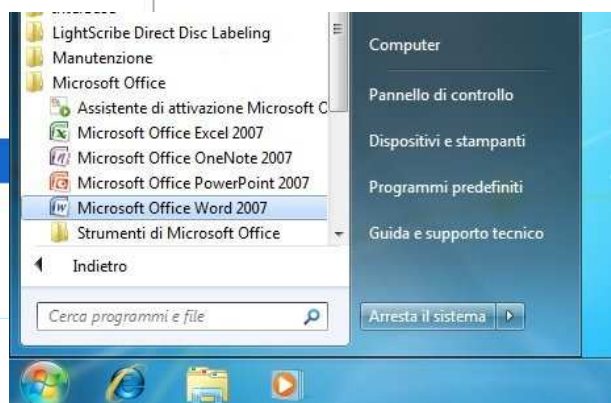 LightScribe Direct Disc Labeling
Manutenzione
Microsoft Office
Assistente di attivazione Microsoft O
Microsoft Office Excel 2007
Microsoft Office OneNote 2007
Microsoft Office PowerPoint 2007
Microsoft Office Word 2007
Strumenti di Microsoft Office
Indietro
Cerca programmi e file
Computer
Pannello di controllo
Dispositivi e stampanti
Programmi predefiniti
Guida e supporto tecnico
Arresta il sistema